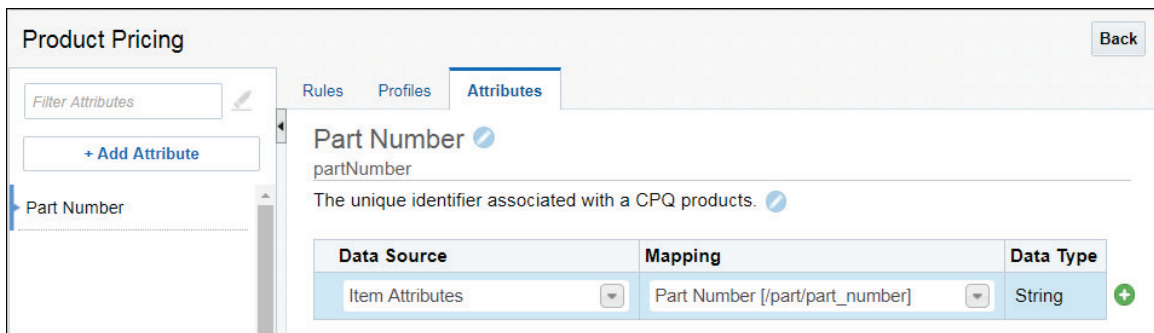 Product Pricing
Back
Filter Attributes
+ Add Attribute
Part Number
Rules Profiles Attributes
Part Number
partNumber
The unique identifier associated with a CPQ products.
Data Source Mapping Data Type
Item Attributes Part Number [/part/part_number] String